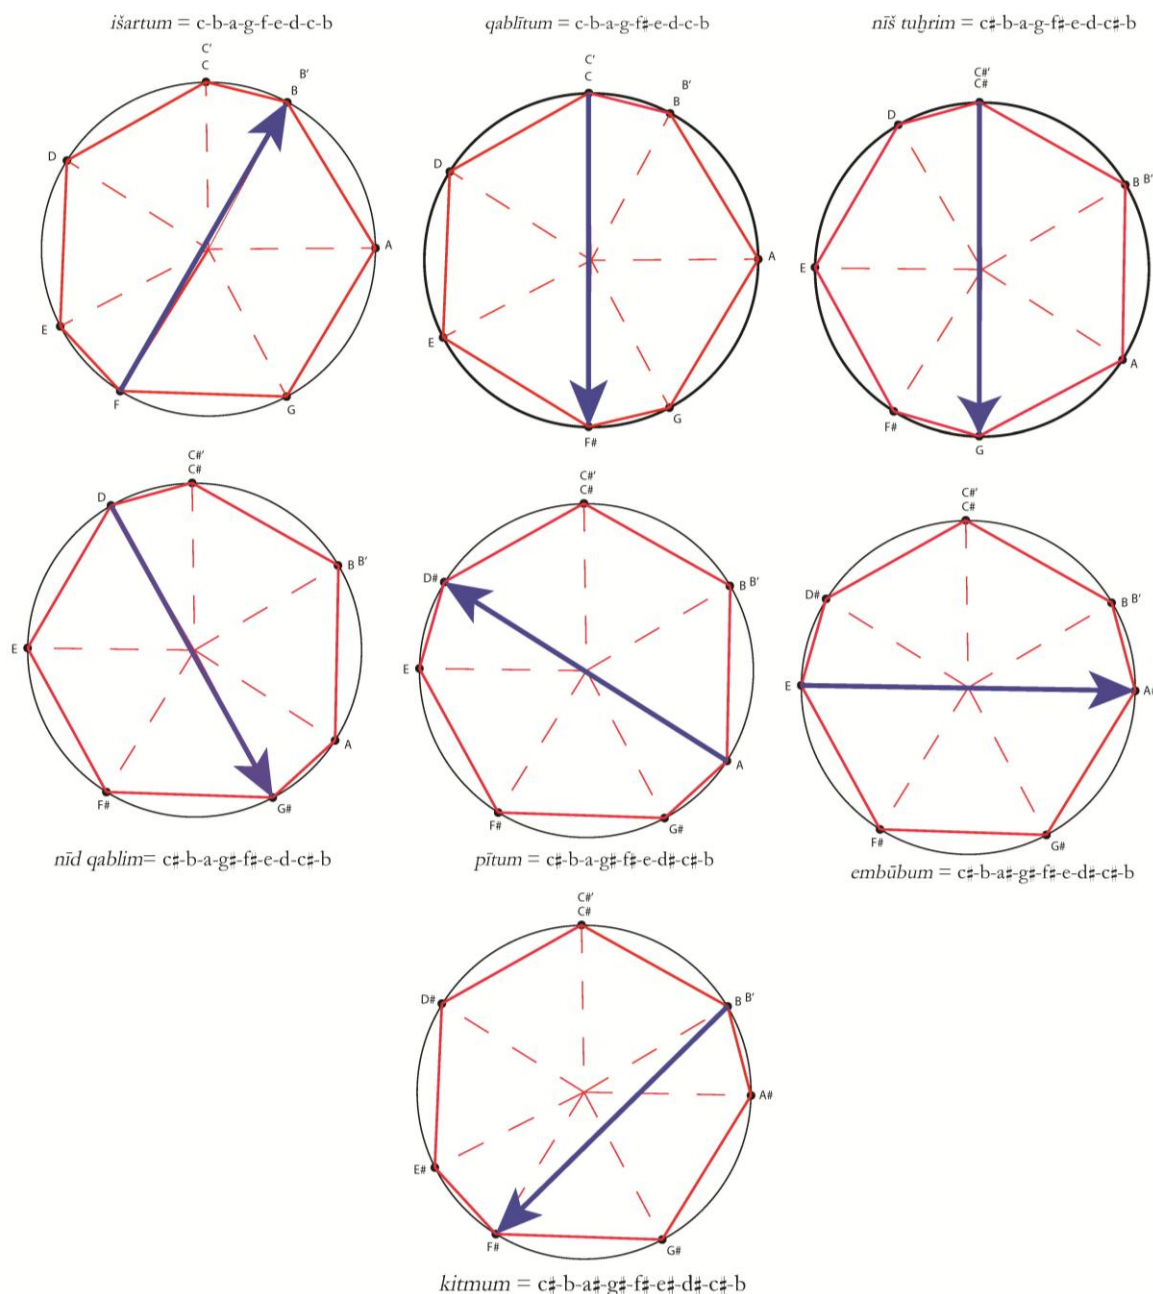 išartum = c-b-a-g-f-e-d-c-b
C'
C
B'
B
D
A
E
F
G
qablītum = c-b-a-g-f♯-e-d-c-b
C'
C
B'
B
D
A
E
G
F#
nīš tuḫrim = c♯-b-a-g-f♯-e-d-c♯-b
C#'
C#
D
B B'
E
A
F#
G
C#'
C#
D
B B'
E
A
F#
G#
nīd qablim= c♯-b-a-g♯-f♯-e-d-c♯-b
C#'
C#
D#
B B'
E
A
F#
G#
pītum = c♯-b-a-g♯-f♯-e-d♯-c♯-b
C#'
C#
D#
B B'
E
F#
G#
embūbum = c♯-b-a♯-g♯-f♯-e-d♯-c♯-b
C#'
C#
D#
B B'
A#
E#
F#
G#
kitmum = c♯-b-a♯-g♯-f♯-e♯-d♯-c♯-b